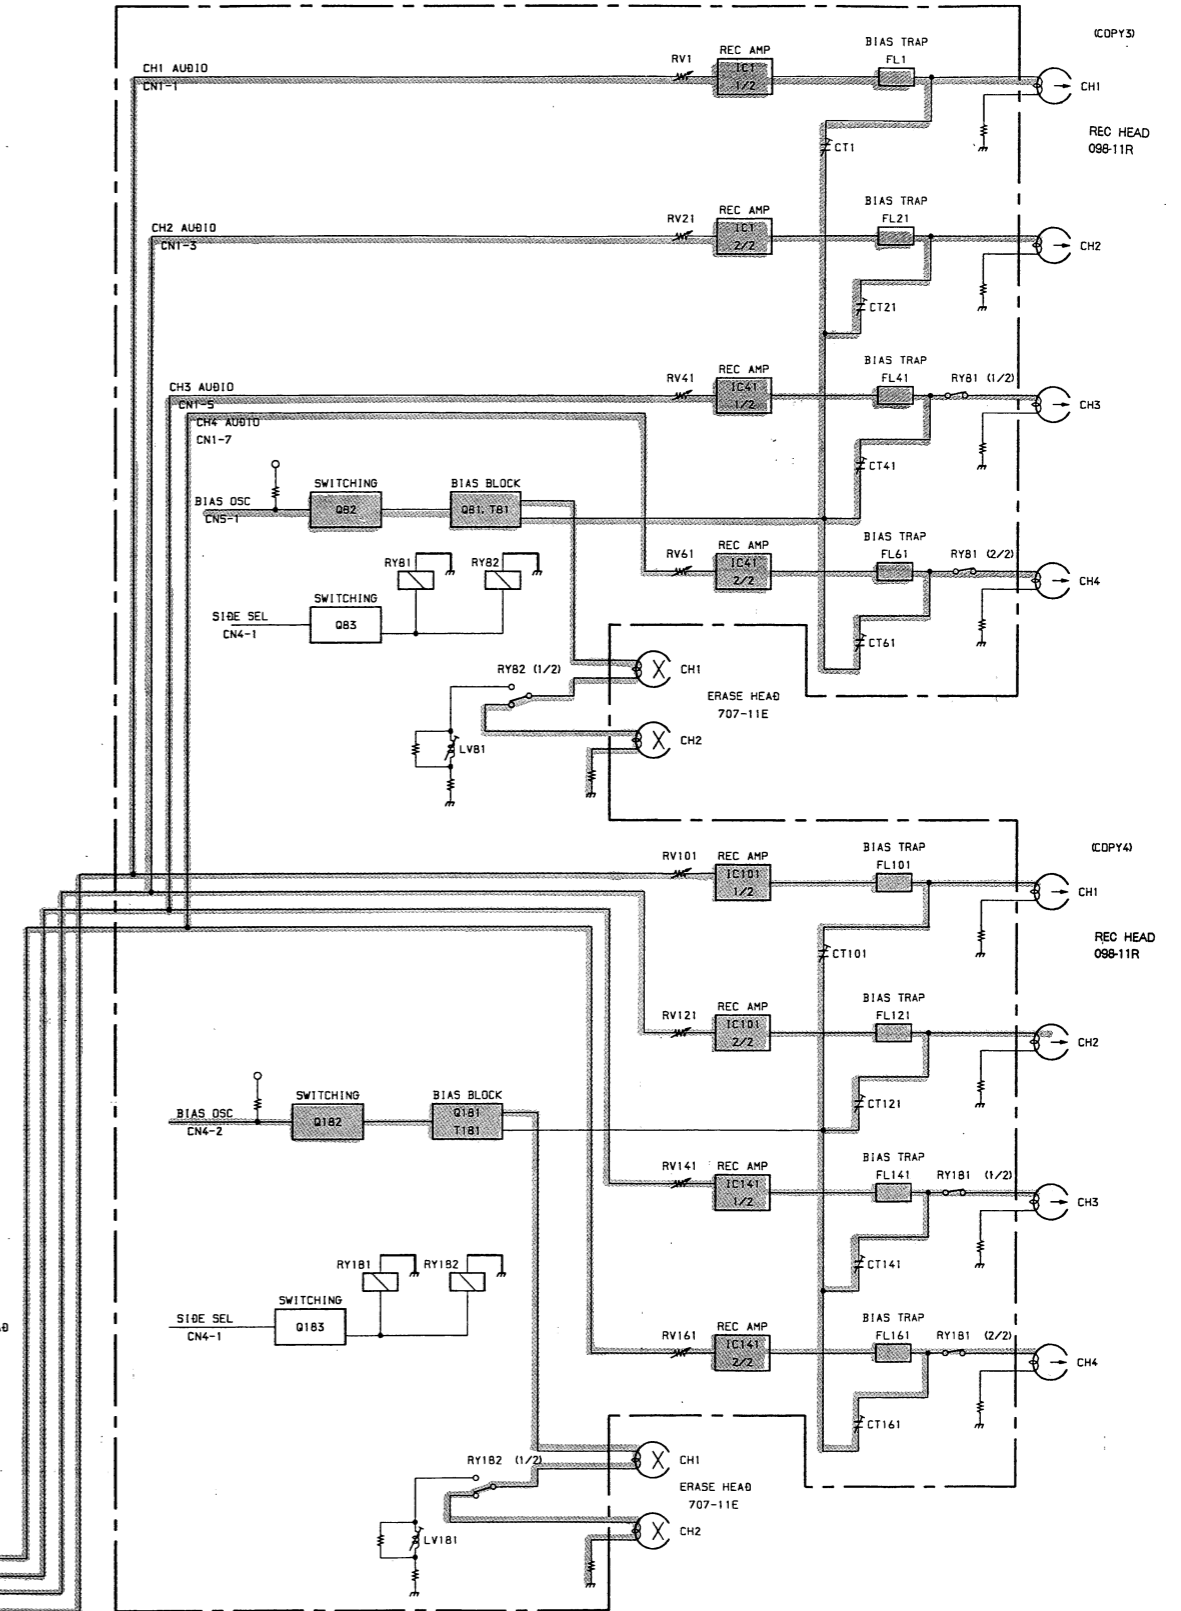 (COPY3)
BIAS TRAP
FL1
REC AMP
IC1
1/2
RV1
CH1 AUDIO
CN1-1
CH1
CT1
REC HEAD
098-11R
BIAS TRAP
FL21
REC AMP
IC1
2/2
RV21
CH2 AUDIO
CN1-3
CH2
CT21
BIAS TRAP
FL41
RY81 (1/2)
REC AMP
IC41
1/2
RV41
CH3 AUDIO
CN1-5
CH4 AUDIO
CN1-7
CH3
CT41
SWITCHING
Q82
BIAS BLOCK
Q81, T81
BIAS OSC
CN5-1
BIAS TRAP
FL61
RY81 (2/2)
REC AMP
IC41
2/2
RV61
CH4
RY81
RY82
SWITCHING
Q83
SIDE SEL
CN4-1
CT61
RY82 (1/2)
CH1
ERASE HEAD
707-11E
CH2
LV81
(COPY4)
BIAS TRAP
FL101
REC AMP
IC101
1/2
RV101
CH1
REC HEAD
098-11R
CT101
BIAS TRAP
FL121
REC AMP
IC101
2/2
RV121
CH2
SWITCHING
Q182
BIAS BLOCK
Q181
T181
BIAS OSC
CN4-2
CT121
BIAS TRAP
FL141
RY181 (1/2)
REC AMP
IC141
1/2
RV141
CH3
CT141
RY181
RY182
SWITCHING
Q183
SIDE SEL
CN4-1
BIAS TRAP
FL161
RY181 (2/2)
REC AMP
IC141
2/2
RV161
CH4
CT161
RY182 (1/2)
CH1
ERASE HEAD
707-11E
CH2
LV181